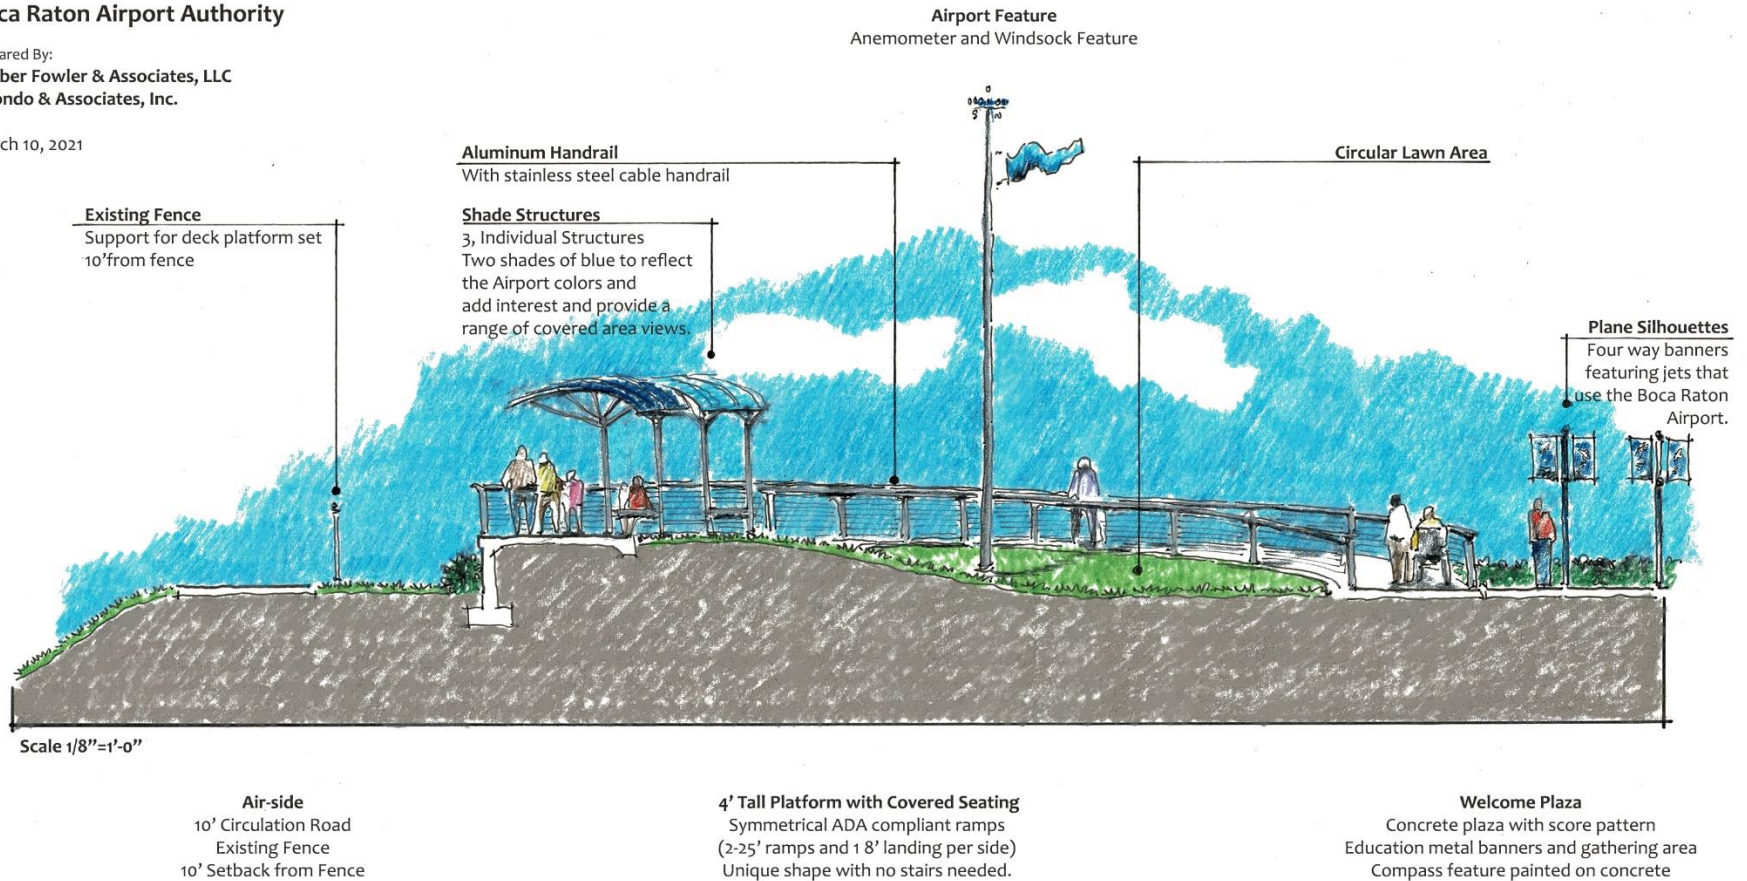 ca Raton Airport Authority
ared By:
ber Fowler & Associates, LLC
ondo & Associates, Inc.
ch 10, 2021
Airport Feature
Anemometer and Windsock Feature
Aluminum Handrail
With stainless steel cable handrail
Circular Lawn Area
Existing Fence
Support for deck platform set
10'from fence
Shade Structures
3, Individual Structures
Two shades of blue to reflect
the Airport colors and
add interest and provide a
range of covered area views.
Plane Silhouettes
Four way banners
featuring jets that
use the Boca Raton
Airport.
S N
Scale 1/8”=1’-0”
Air-side
10’ Circulation Road
Existing Fence
10’ Setback from Fence
4’ Tall Platform with Covered Seating
Symmetrical ADA compliant ramps
(2-25’ ramps and 1 8’ landing per side)
Unique shape with no stairs needed.
Welcome Plaza
Concrete plaza with score pattern
Education metal banners and gathering area
Compass feature painted on concrete